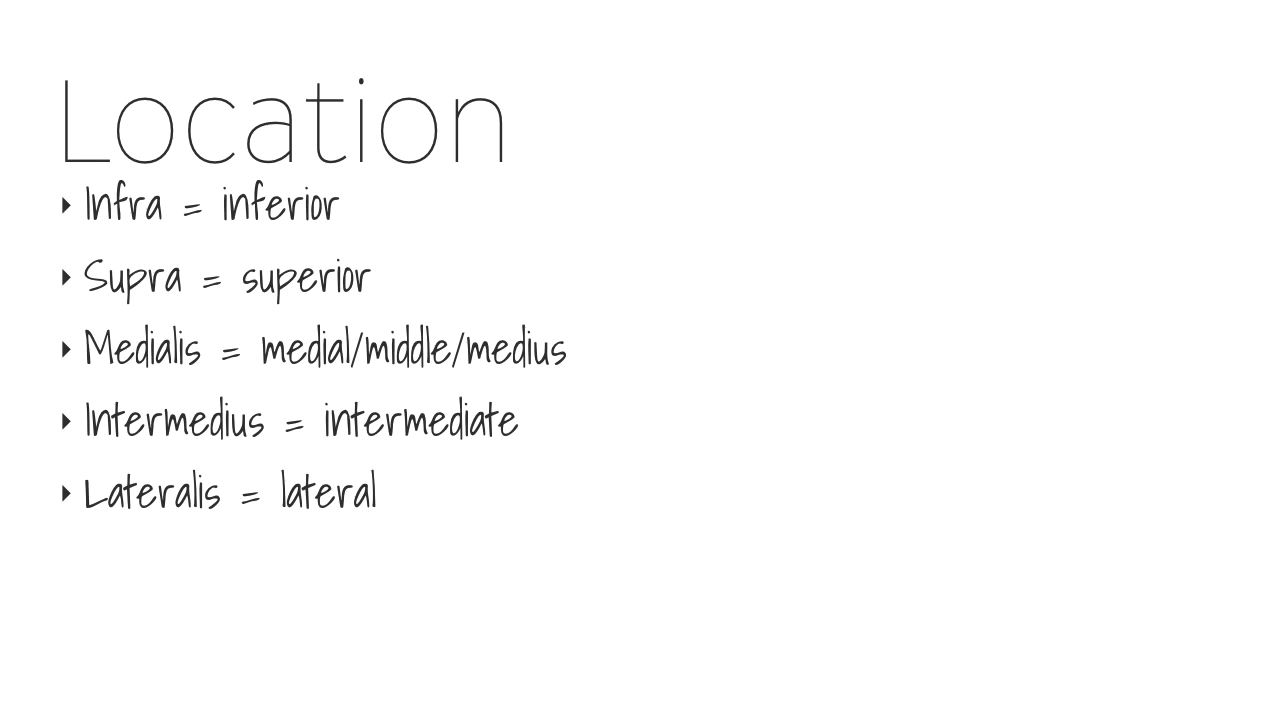 Location
Infra = inferior
Supra = superior
Medialis = medial/middle/medius
Intermedius = intermediate
Lateralis = lateral